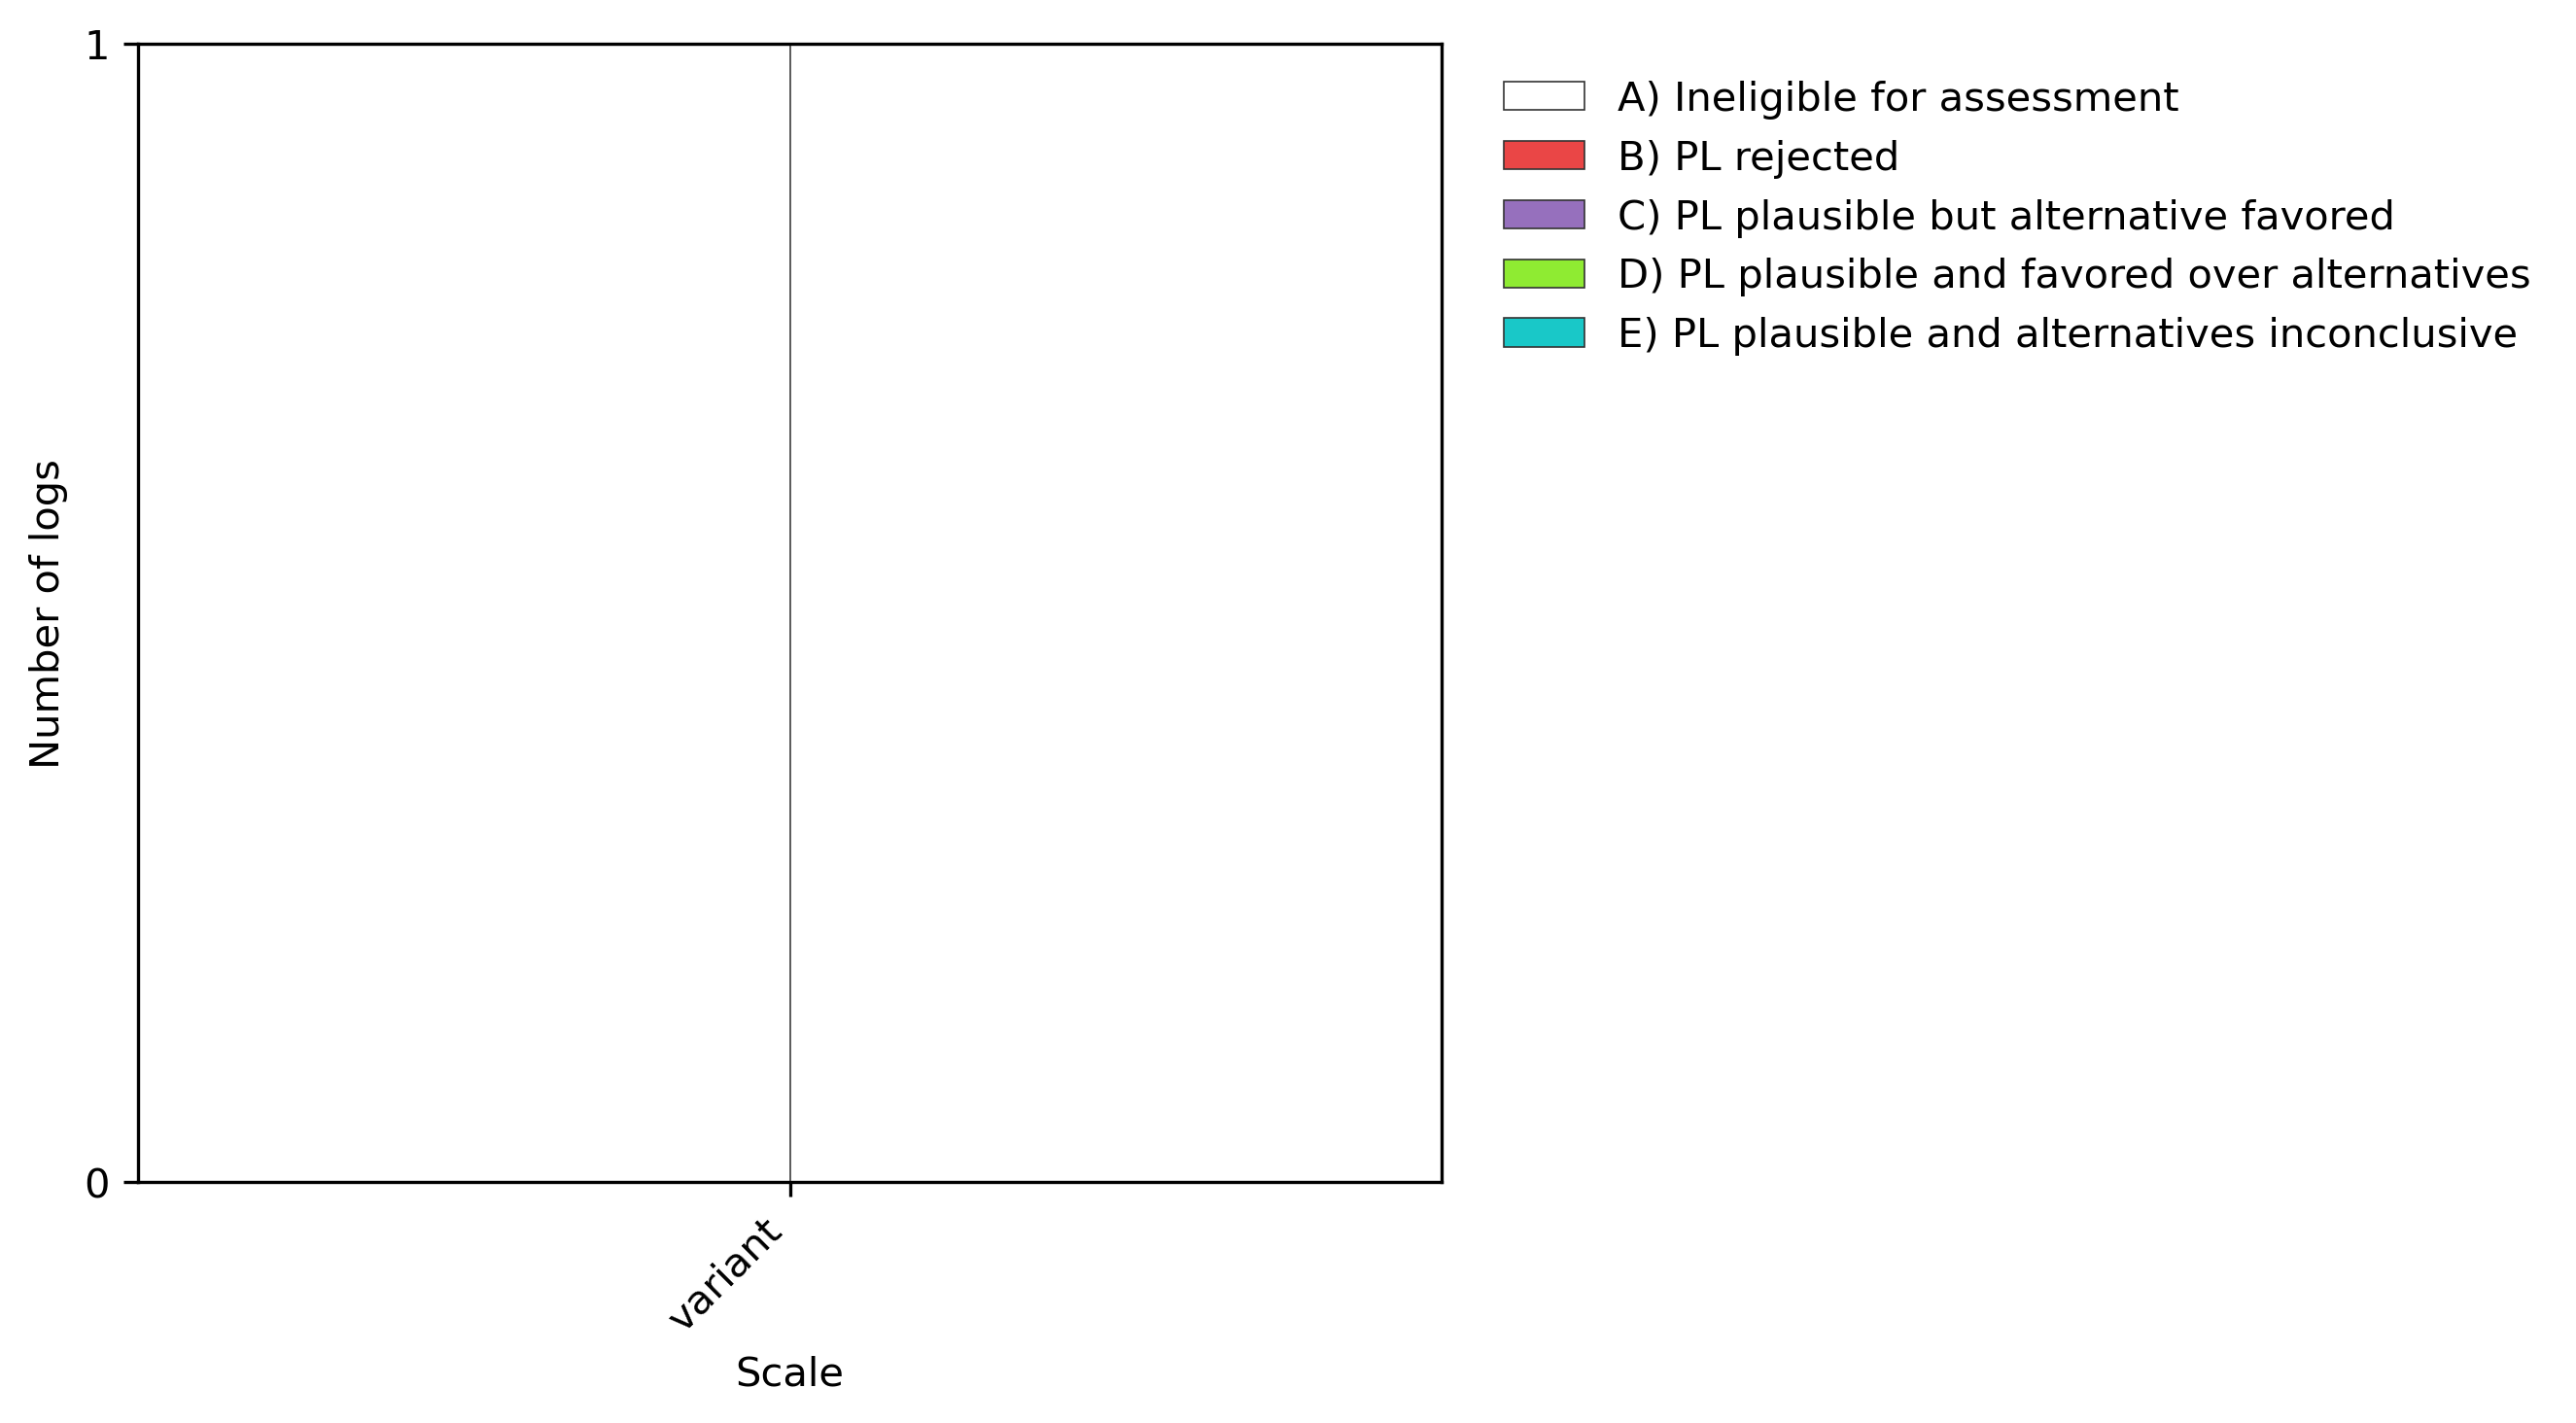 1
0
Number of logs
variant
Scale
A) Ineligible for assessment
B) PL rejected
C) PL plausible but alternative favored
D) PL plausible and favored over alternatives
E) PL plausible and alternatives inconclusive